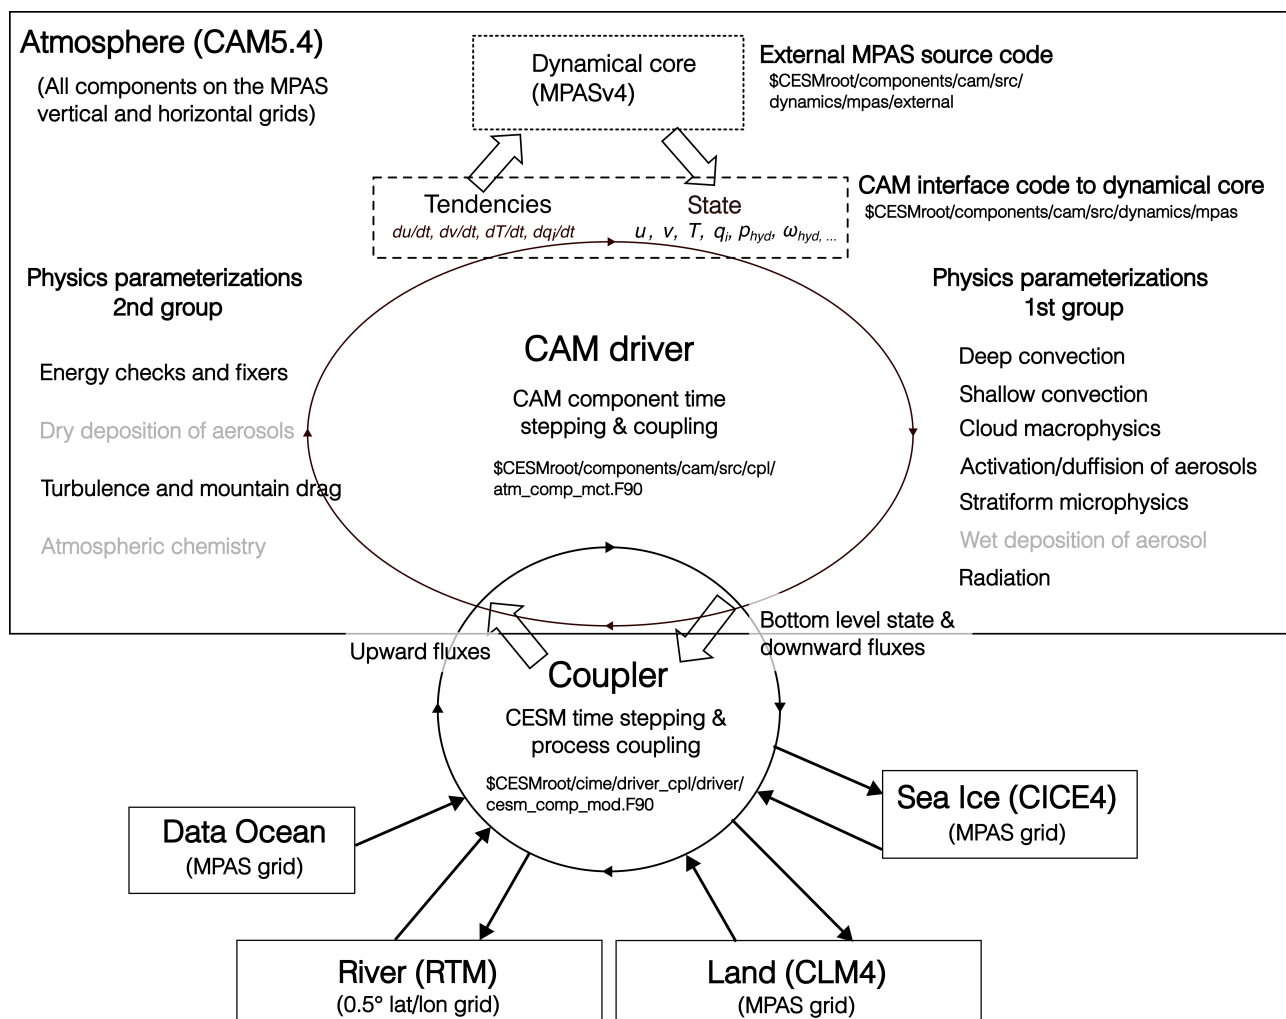 Atmosphere (CAM5.4)
(All components on the MPAS
vertical and horizontal grids)
Dynamical core
(MPASv4)
External MPAS source code
$CESMroot/components/cam/src/
dynamics/mpas/external
Tendencies
du/dt, dv/dt, dT/dt, dqi/dt
State
u, v, T, qi, phyd, ωhyd, ...
CAM interface code to dynamical core
$CESMroot/components/cam/src/dynamics/mpas
Physics parameterizations
2nd group
Energy checks and fixers
Dry deposition of aerosols
Turbulence and mountain drag
Atmospheric chemistry
CAM driver
CAM component time
stepping & coupling
$CESMroot/components/cam/src/cpl/
atm_comp_mct.F90
Physics parameterizations
1st group
Deep convection
Shallow convection
Cloud macrophysics
Activation/duffision of aerosols
Stratiform microphysics
Wet deposition of aerosol
Radiation
Upward fluxes
Bottom level state &
downward fluxes
Coupler
CESM time stepping &
process coupling
$CESMroot/cime/driver_cpl/driver/
cesm_comp_mod.F90
Data Ocean
(MPAS grid)
Sea Ice (CICE4)
(MPAS grid)
River (RTM)
(0.5° lat/lon grid)
Land (CLM4)
(MPAS grid)